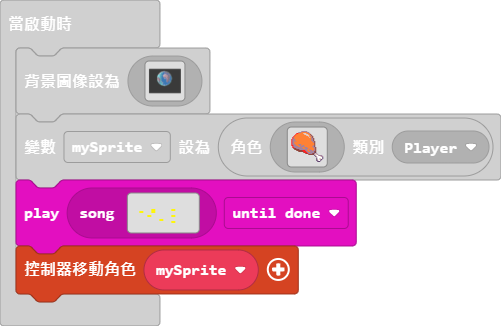 當啟動時
背景圖像設為
變數 mySprite 設為 角色 類別 Player
play song until done
控制器移動角色 mySprite